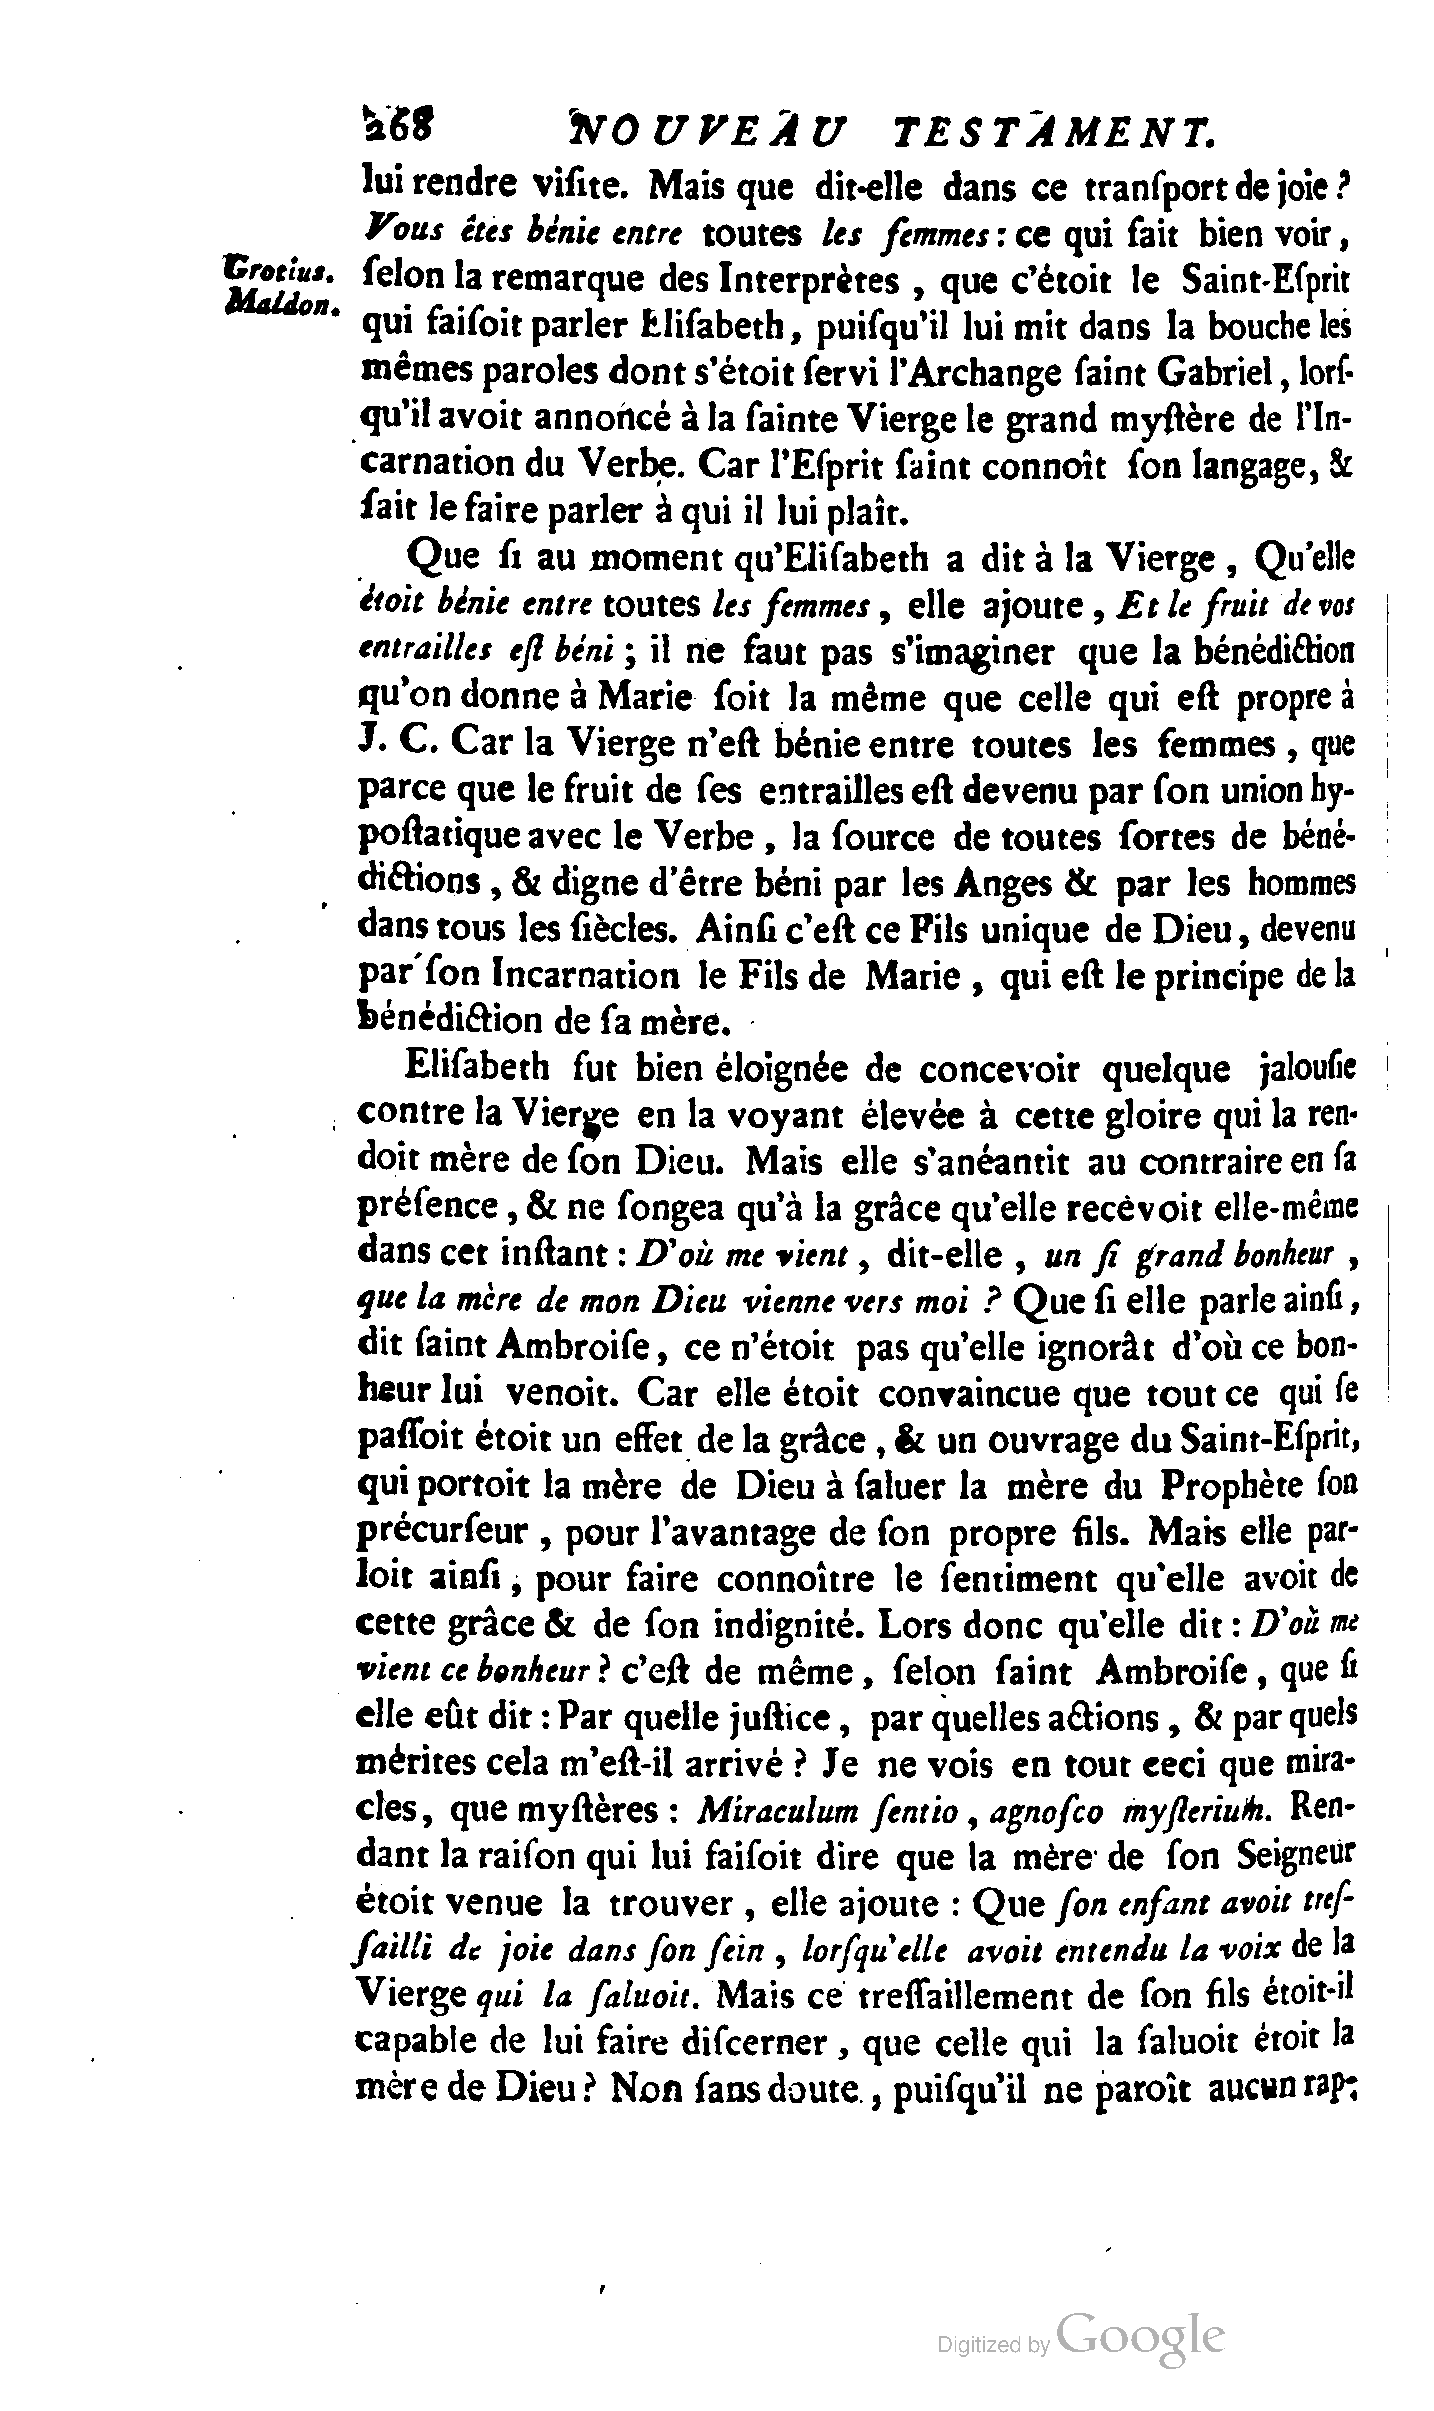 268 NOUVEAU TESTAMENT.
lui rendre viſite. Mais que dit-elle dans ce tranſport de joie ?
Vous êtes bénie entre toutes les femmes : ce qui fait bien voir,
Grotius. ſelon la remarque des Interprètes , que c'étoit le Saint-Eſprit
Maldon. qui faiſoit parler Eliſabeth, puiſqu'il lui mit dans la bouche les
mêmes paroles dont s'étoit ſervi l'Archange ſaint Gabriel, lorſ-
qu'il avoit annoncé à la ſainte Vierge le grand myſtère de l'In-
carnation du Verbe. Car l'Eſprit ſaint connoît ſon langage, &
ſait le faire parler à qui il lui plaît.
Que ſi au moment qu'Eliſabeth a dit à la Vierge , Qu'elle
étoit bénie entre toutes les femmes, elle ajoute , Et le fruit de vos
entrailles eſt béni ; il ne faut pas s'imaginer que la bénédiction
qu'on donne à Marie ſoit la même que celle qui eſt propre à
J. C. Car la Vierge n'eſt bénie entre toutes les femmes , que
parce que le fruit de ſes entrailles eſt devenu par ſon union hy-
poſtatique avec le Verbe , la ſource de toutes ſortes de béné-
dictions , & digne d'être béni par les Anges & par les hommes
dans tous les ſiècles. Ainſi c'eſt ce Fils unique de Dieu, devenu
par ſon Incarnation le Fils de Marie , qui eſt le principe de la
bénédiction de ſa mère.
Eliſabeth fut bien éloignée de concevoir quelque jalouſie
contre la Vierge en la voyant élevée à cette gloire qui la ren-
doit mère de ſon Dieu. Mais elle s'anéantit au contraire en ſa
préſence , & ne ſongea qu'à la grâce qu'elle recevoit elle-même
dans cet inſtant : D'où me vient , dit-elle , un ſi grand bonheur ,
que la mère de mon Dieu vienne vers moi ? Que ſi elle parle ainſi,
dit ſaint Ambroiſe, ce n'étoit pas qu'elle ignorât d'où ce bon-
heur lui venoit. Car elle étoit convaincue que tout ce qui ſe
paſſoit étoit un effet de la grâce , & un ouvrage du Saint-Eſprit,
qui portoit la mère de Dieu à ſaluer la mère du Prophète ſon
précurſeur , pour l'avantage de ſon propre fils. Mais elle par-
loit ainſi , pour faire connoître le ſentiment qu'elle avoit de
cette grâce & de ſon indignité. Lors donc qu'elle dit : D'où me
vient ce bonheur ? c'eſt de même, ſelon ſaint Ambroiſe, que ſi
elle eût dit : Par quelle juſtice, par quelles actions , & par quels
mérites cela m'eſt-il arrivé ? Je ne vois en tout ceci que mira-
cles, que myſtères : Miraculum ſentio , agnoſco myſterium. Ren-
dant la raiſon qui lui faiſoit dire que la mère de ſon Seigneur
étoit venue la trouver , elle ajoute : Que ſon enfant avoit treſ-
ſailli de joie dans ſon ſein , lorſqu'elle avoit entendu la voix de la
Vierge qui la ſaluoit. Mais ce treſſaillement de ſon fils étoit-il
capable de lui faire diſcerner , que celle qui la ſaluoit étoit la
mère de Dieu ? Non ſans doute , puiſqu'il ne paroît aucun rap-
Digitized by Google